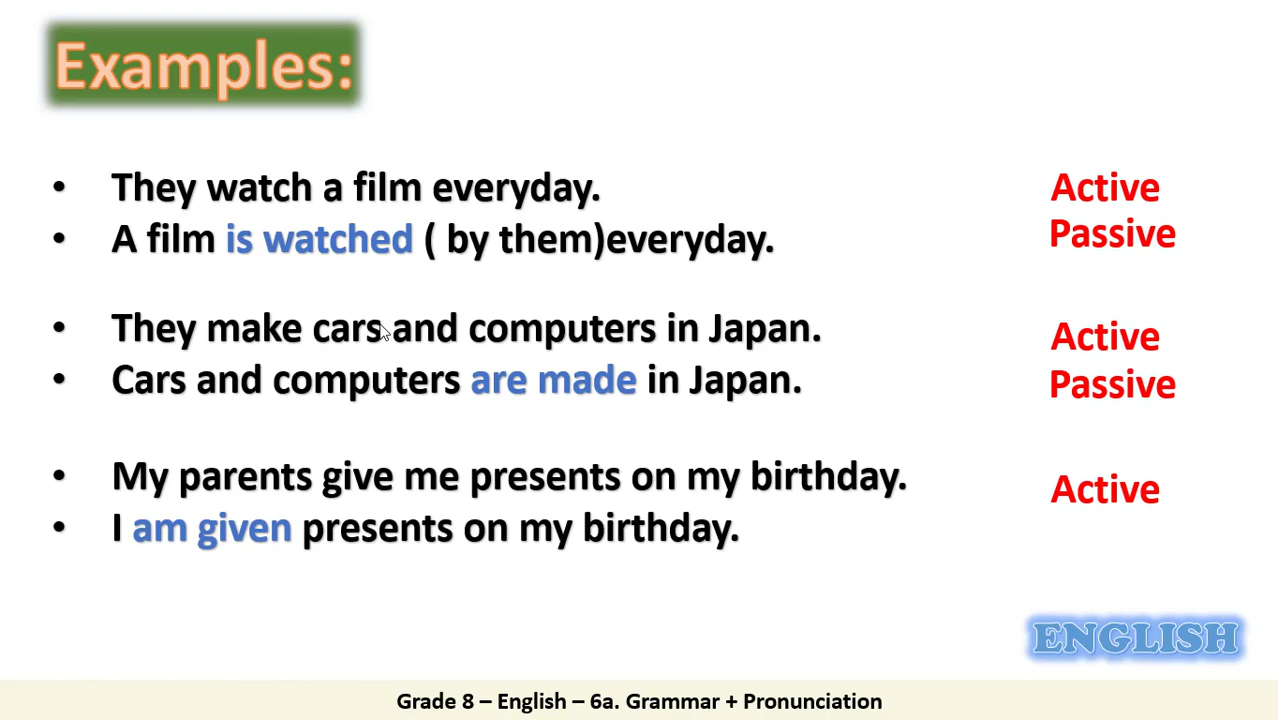 Examples:
• They watch a film everyday. Active
• A film is watched ( by them)everyday. Passive
• They make cars and computers in Japan. Active
• Cars and computers are made in Japan. Passive
• My parents give me presents on my birthday. Active
• I am given presents on my birthday.
ENGLISH
Grade 8 – English – 6a. Grammar + Pronunciation